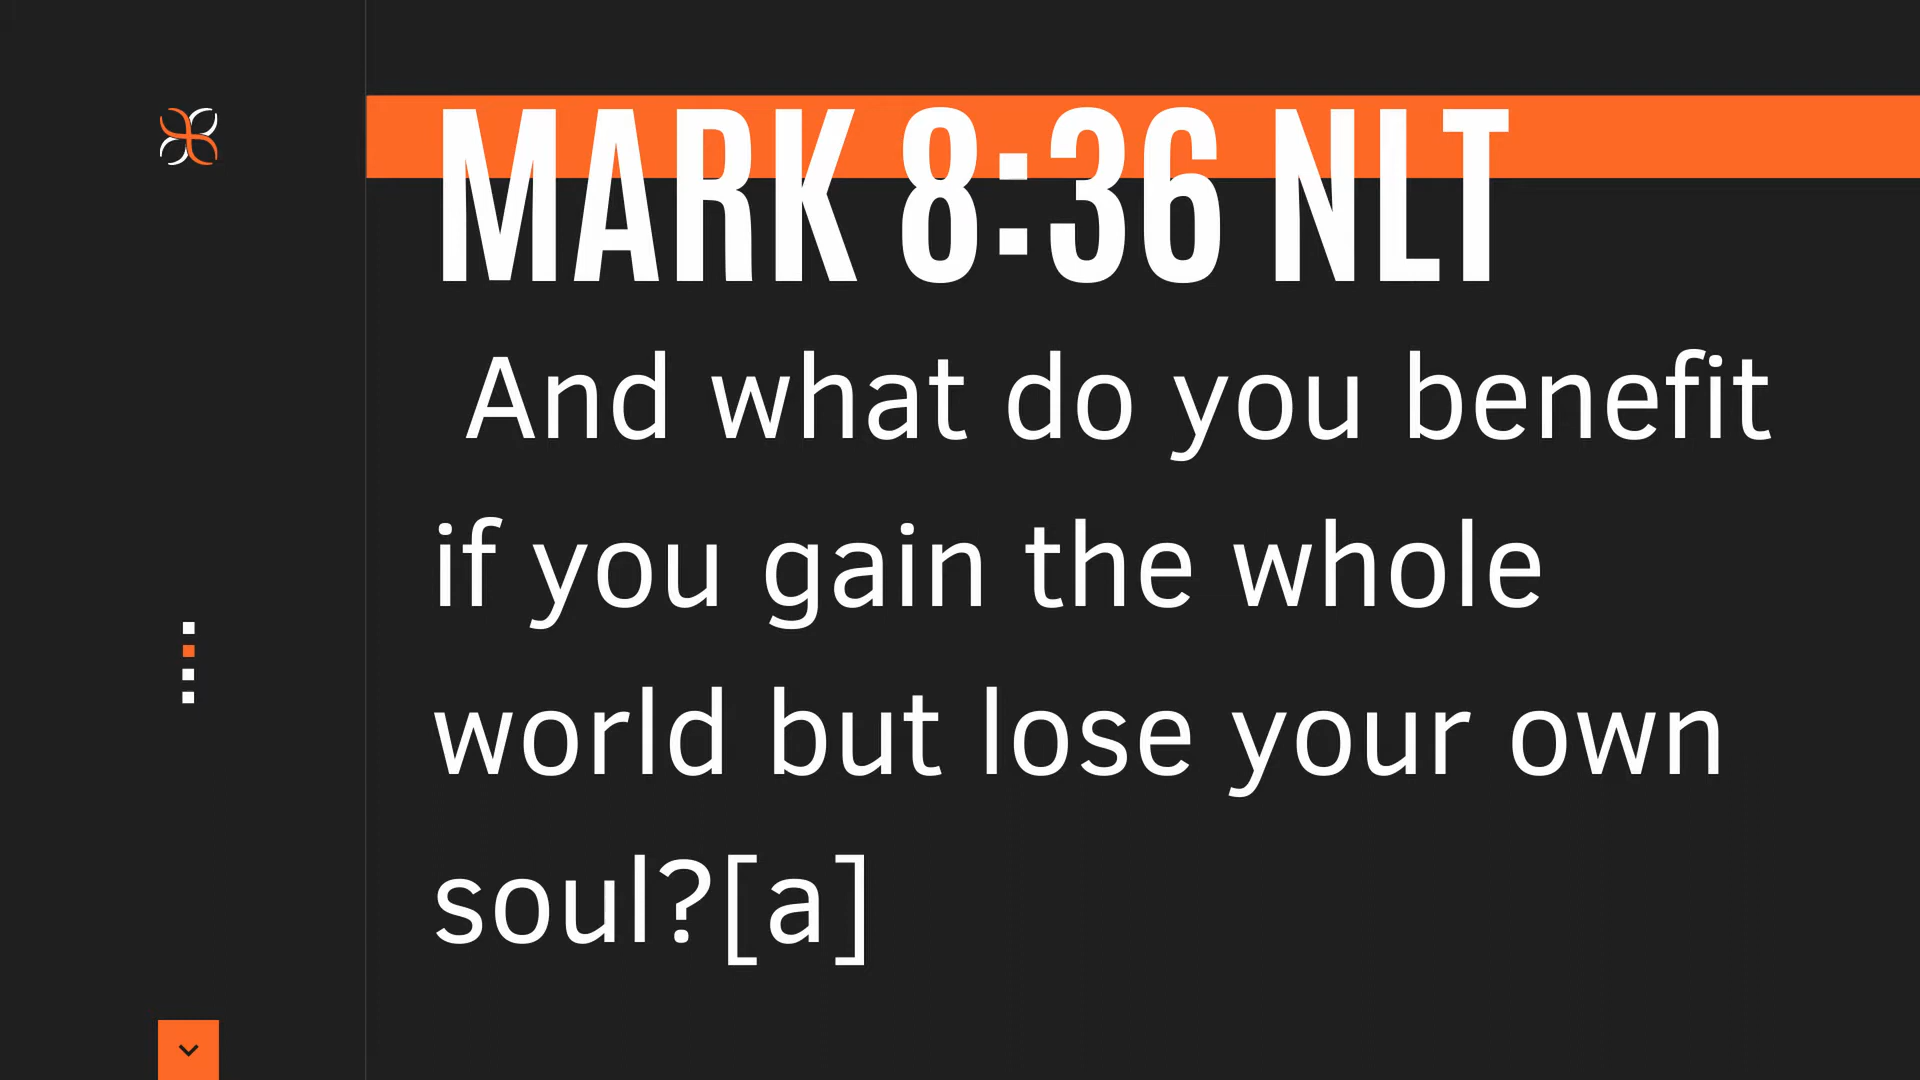 MARK 8:36 NLT
And what do you benefit
if you gain the whole
world but lose your own
soul?[a]